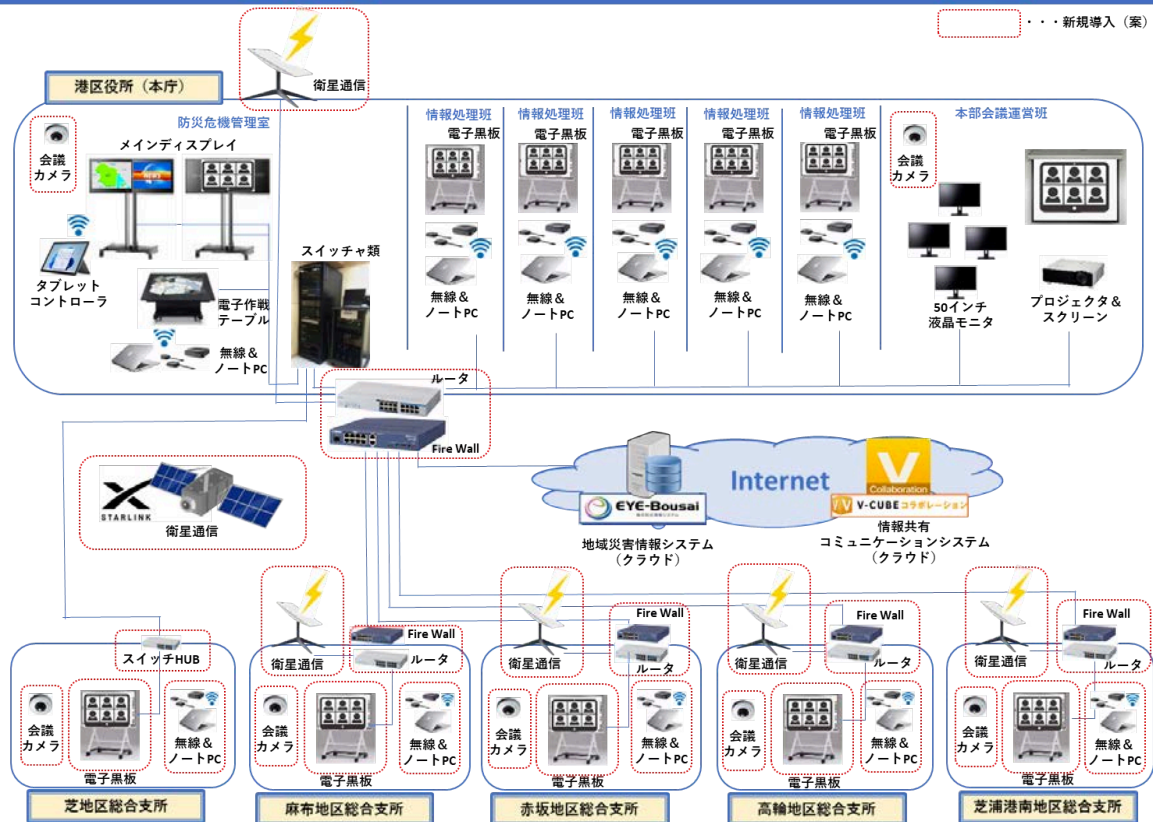 ・・・新規導入（案）
衛星通信
港区役所（本庁）
防災危機管理室
会議
カメラ
メインディスプレイ
タブレット
コントローラ
電子作戦
テーブル
無線＆
ノートPC
スイッチャ類
情報処理班
電子黒板
無線＆
ノートPC
情報処理班
電子黒板
無線＆
ノートPC
情報処理班
電子黒板
無線＆
ノートPC
情報処理班
電子黒板
無線＆
ノートPC
情報処理班
電子黒板
無線＆
ノートPC
本部会議運営班
会議
カメラ
50インチ
液晶モニタ
プロジェクタ＆
スクリーン
ルータ
Fire Wall
STARLINK
衛星通信
Internet
EYE-Bousai
地域災害情報システム
（クラウド）
V
Collaboration
V-CUBE コラボレーション
情報共有
コミュニケーションシステム
（クラウド）
スイッチHUB
会議
カメラ
電子黒板
無線＆
ノートPC
芝地区総合支所
衛星通信
Fire Wall
ルータ
会議
カメラ
電子黒板
無線＆
ノートPC
麻布地区総合支所
衛星通信
Fire Wall
ルータ
会議
カメラ
電子黒板
無線＆
ノートPC
赤坂地区総合支所
衛星通信
Fire Wall
ルータ
会議
カメラ
電子黒板
無線＆
ノートPC
高輪地区総合支所
衛星通信
Fire Wall
ルータ
会議
カメラ
電子黒板
無線＆
ノートPC
芝浦港南地区総合支所